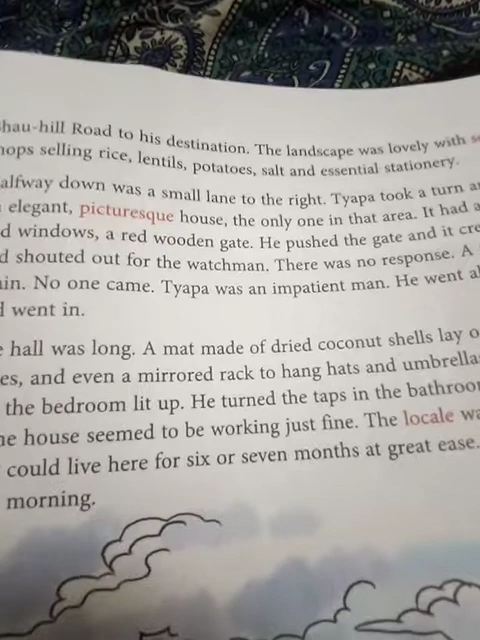 hau-hill Road to his destination. The landscape was lovely with
hops selling rice, lentils, potatoes, salt and essential stationery.
alfway down was a small lane to the right. Tyapa took a turn a
elegant, picturesque house, the only one in that area. It had a
d windows, a red wooden gate. He pushed the gate and it cre
d shouted out for the watchman. There was no response. A
in. No one came. Tyapa was an impatient man. He went al
d went in.
e hall was long. A mat made of dried coconut shells lay o
es, and even a mirrored rack to hang hats and umbrella
the bedroom lit up. He turned the taps in the bathroo
he house seemed to be working just fine. The locale wa
could live here for six or seven months at great ease.
morning.